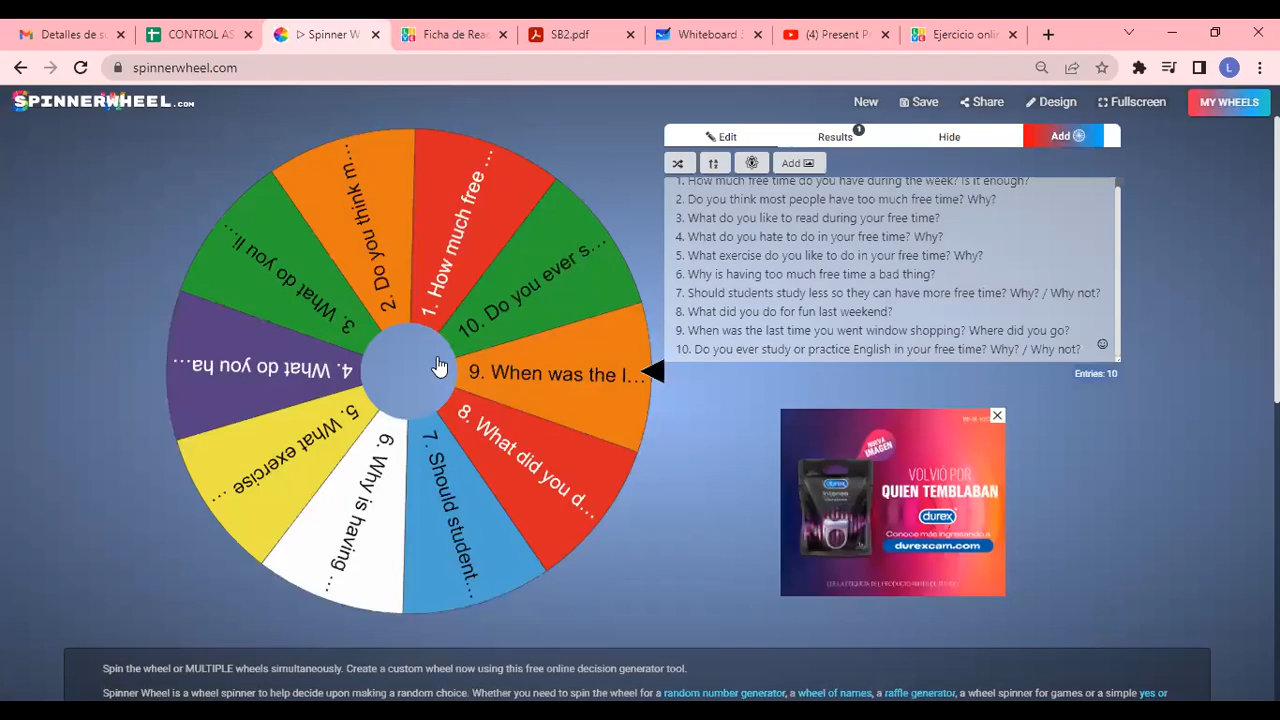 Detalles de su
CONTROL AS
Spinner W
Ficha de Rea
SB2.pdf
Whiteboard
(4) Present P
Ejercicio onli
spinnerwheel.com
L
SPINNERWHEEL.COM
New
Save
Share
Design
Fullscreen
MY WHEELS
Edit
Results
1
Hide
Add
Add
1. How much free time do you have during the week? Is it enough?
2. Do you think most people have too much free time? Why?
3. What do you like to read during your free time?
4. What do you hate to do in your free time? Why?
5. What exercise do you like to do in your free time? Why?
6. Why is having too much free time a bad thing?
7. Should students study less so they can have more free time? Why? / Why not?
8. What did you do for fun last weekend?
9. When was the last time you went window shopping? Where did you go?
10. Do you ever study or practice English in your free time? Why? / Why not?
Entries: 10
1. How much free ...
2. Do you think m...
3. What do you li...
4. What do you ha...
5. What exercise ...
6. Why is having ...
7. Should student...
8. What did you d...
9. When was the l...
10. Do you ever s...
NUEVA
IMAGEN
VOLVIÓ POR
QUIEN TEMBLABAN
durex
Conoce más ingresando a
durexcam.com
durex
intense
Spin the wheel or MULTIPLE wheels simultaneously. Create a custom wheel now using this free online decision generator tool.
Spinner Wheel is a wheel spinner to help decide upon making a random choice. Whether you need to spin the wheel for a random number generator, a wheel of names, a raffle generator, a wheel spinner for games or a simple yes or